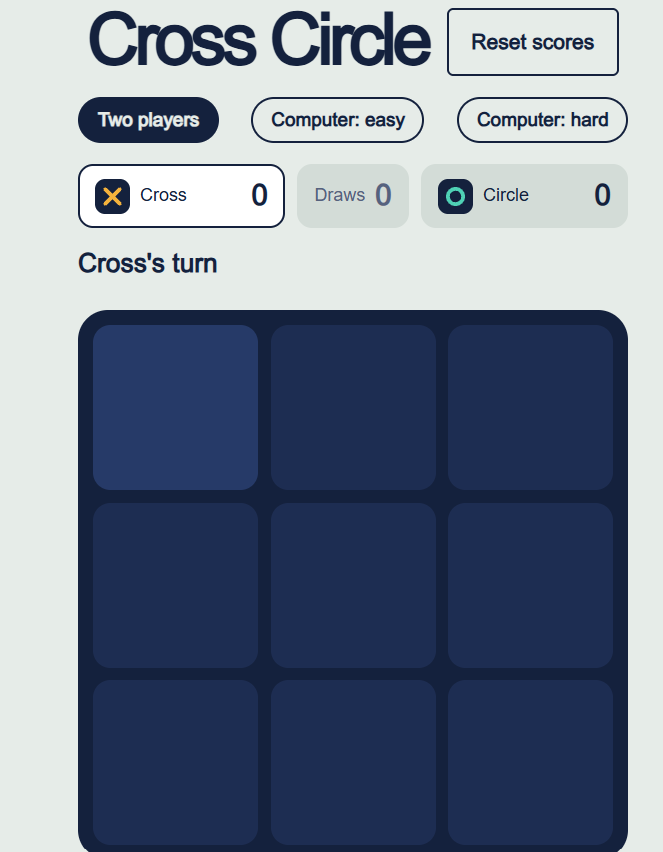 Cross Circle Reset scores
Two players Computer: easy Computer: hard
Cross 0 Draws 0 Circle 0
Cross's turn